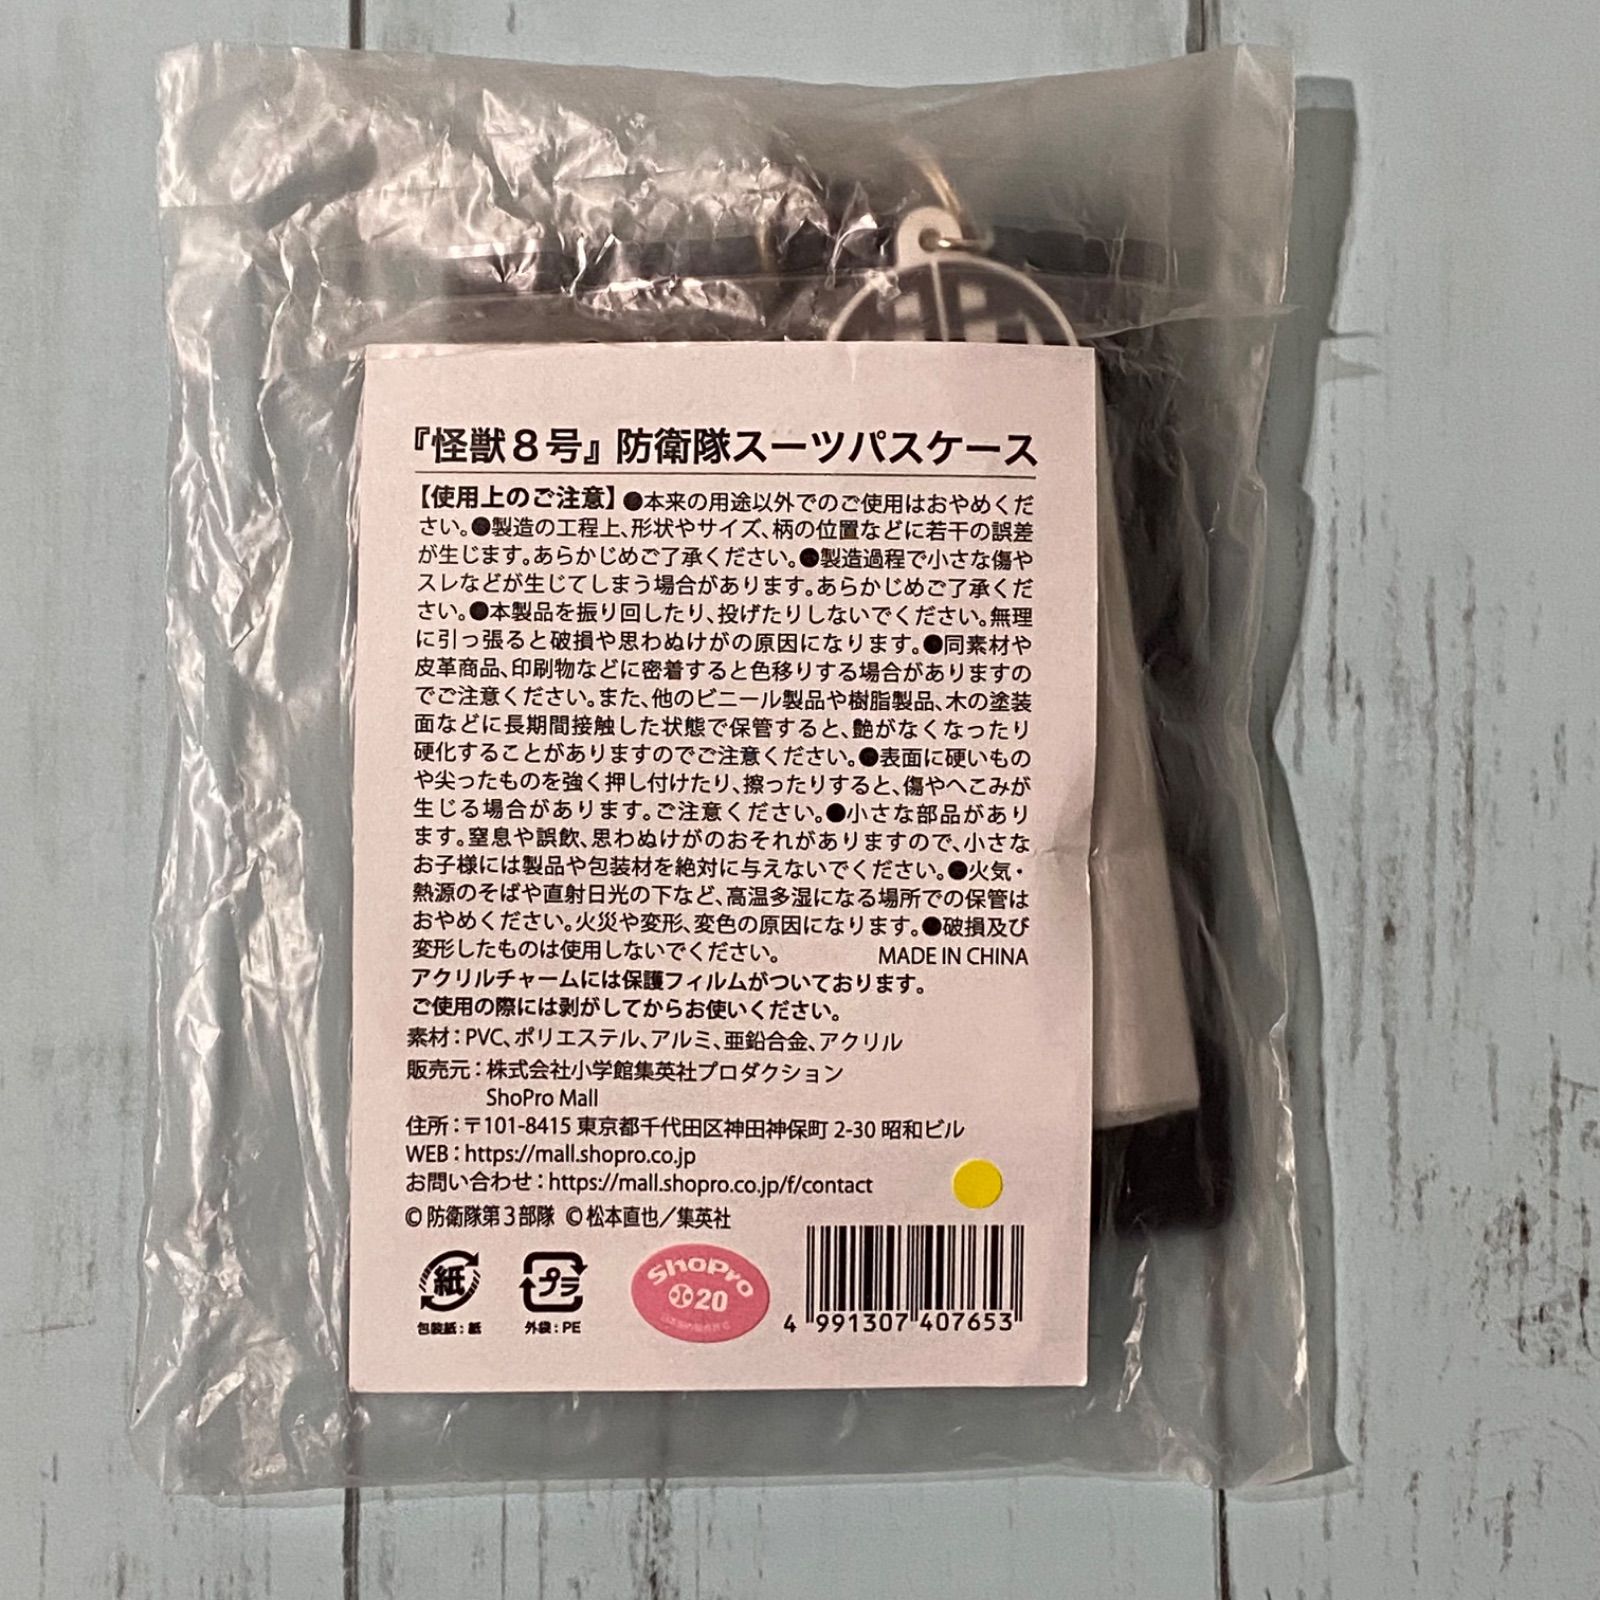 『怪獣８号』防衛隊スーツパスケース
【使用上のご注意】●本来の用途以外でのご使用はおやめくだ
さい。●製造の工程上、形状やサイズ、柄の位置などに若干の誤差
が生じます。あらかじめご了承ください。●製造過程で小さな傷や
スレなどが生じてしまう場合があります。あらかじめご了承くだ
さい。●本製品を振り回したり、投げたりしないでください。無理
に引っ張ると破損や思わぬけがの原因になります。●同素材や
皮革商品、印刷物などに密着すると色移りする場合がありますの
でご注意ください。また、他のビニール製品や樹脂製品、木の塗装
面などに長期間接触した状態で保管すると、艶がなくなったり
硬化することがありますのでご注意ください。●表面に硬いもの
や尖ったものを強く押し付けたり、擦ったりすると、傷やへこみが
生じる場合があります。ご注意ください。●小さな部品があり
ます。窒息や誤飲、思わぬけがのおそれがありますので、小さな
お子様には製品や包装材を絶対に与えないでください。●火気・
熱源のそばや直射日光の下など、高温多湿になる場所での保管は
おやめください。火災や変形、変色の原因になります。●破損及び
変形したものは使用しないでください。 MADE IN CHINA
アクリルチャームには保護フィルムがついております。
ご使用の際には剥がしてからお使いください。
素材：PVC、ポリエステル、アルミ、亜鉛合金、アクリル
販売元：株式会社小学館集英社プロダクション
ShoPro Mall
住所：〒101-8415 東京都千代田区神田神保町 2-30 昭和ビル
WEB：https://mall.shopro.co.jp
お問い合わせ：https://mall.shopro.co.jp/f/contact
© 防衛隊第３部隊 © 松本直也／集英社
紙
包装紙：紙
プラ
外袋：PE
ShoPro
20
4 991307 407653